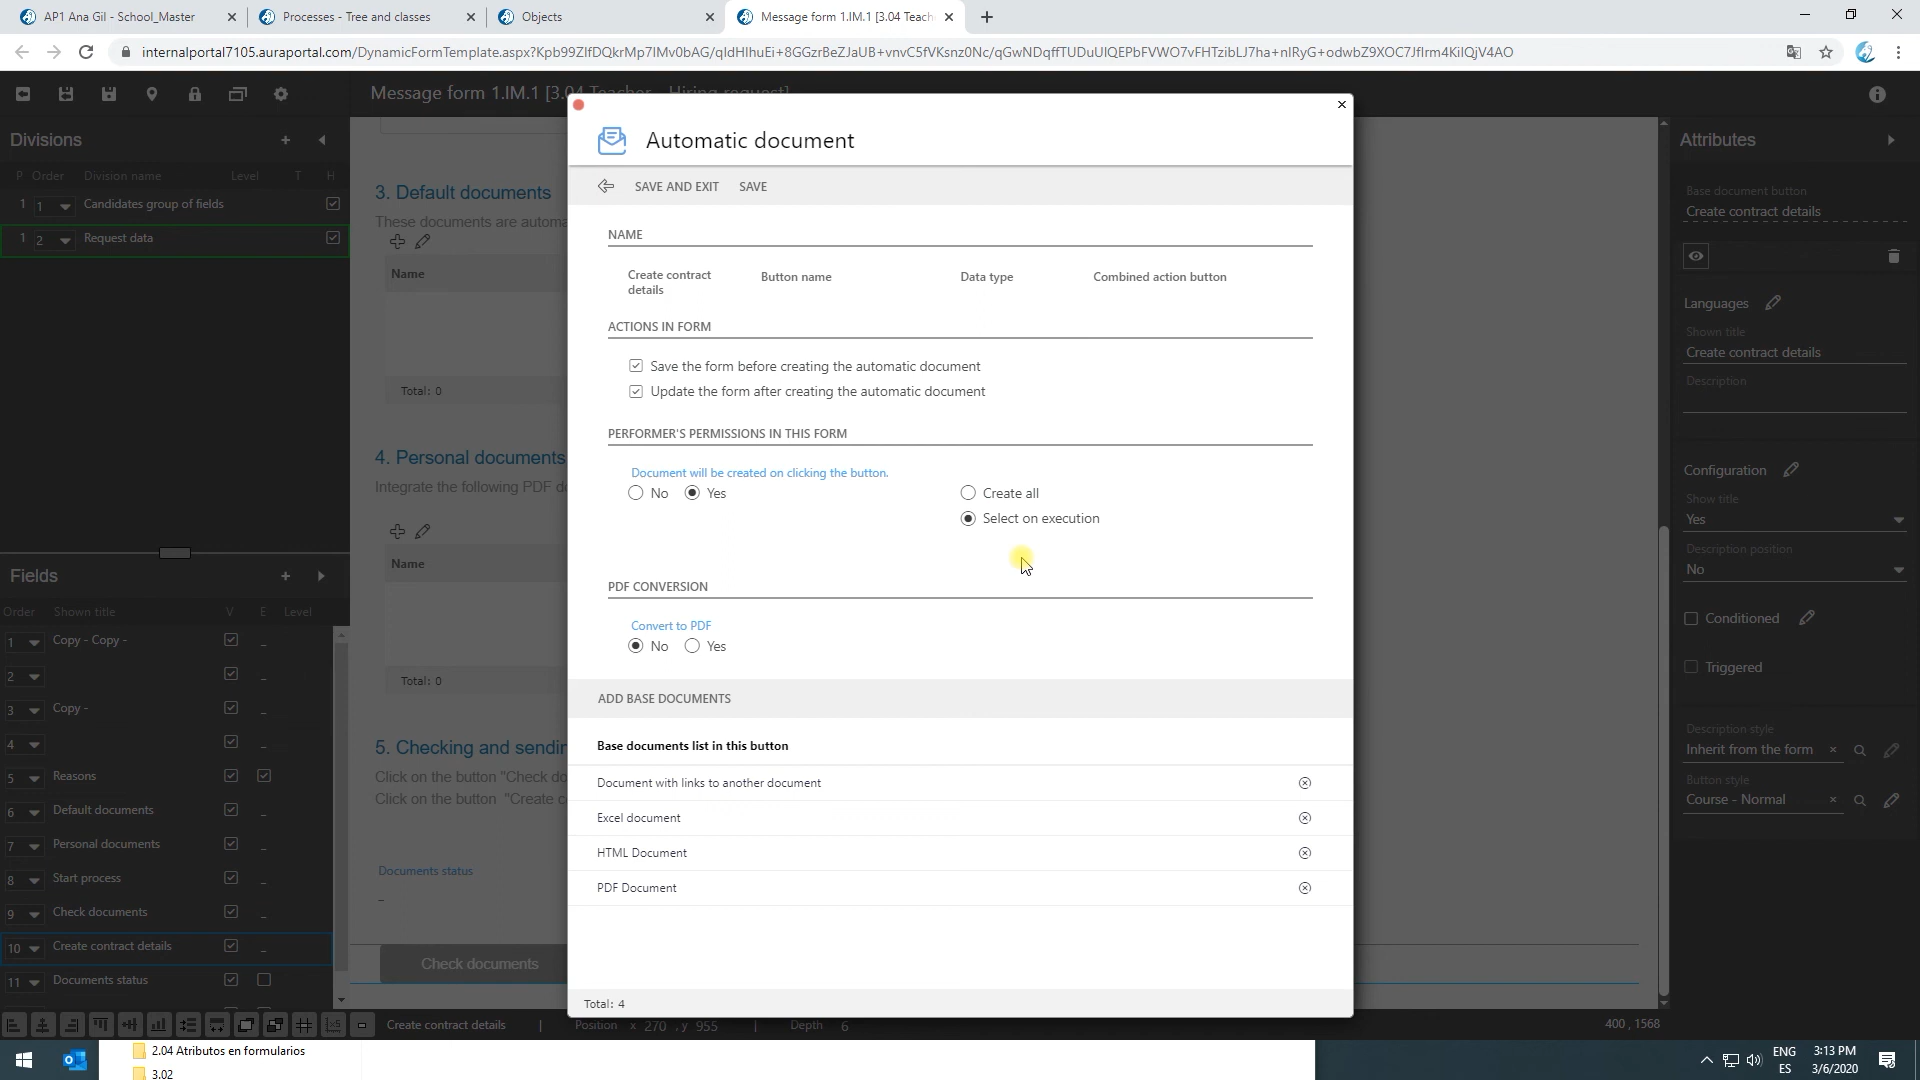 AP1 Ana Gil - School_Master
Processes - Tree and classes
Objects
Message form 1.IM.1 [3.04 Teach
Message form 1.IM.1 [3.04 Teacher - Hiring request]
Divisions
P Order Division name Level T H
1 1 Candidates group of fields
1 2 Request data
Fields
Order Shown title V E Level
1 Copy - Copy -
2
3 Copy -
4
5 Reasons
6 Default documents
7 Personal documents
8 Start process
9 Check documents
10 Create contract details
11 Documents status
3. Default documents
These documents are automa
Name
Total: 0
4. Personal documents
Integrate the following PDF d
Name
Total: 0
5. Checking and sendin
Click on the button "Check do
Click on the button "Create c
Documents status
Check documents
Automatic document
SAVE AND EXIT SAVE
NAME
Create contract details
Button name
Data type
Combined action button
ACTIONS IN FORM
Save the form before creating the automatic document
Update the form after creating the automatic document
PERFORMER'S PERMISSIONS IN THIS FORM
Document will be created on clicking the button.
No Yes
Create all
Select on execution
PDF CONVERSION
Convert to PDF
No Yes
ADD BASE DOCUMENTS
Base documents list in this button
Document with links to another document
Excel document
HTML Document
PDF Document
Total: 4
Attributes
Base document button
Create contract details
Languages
Shown title
Create contract details
Description
Configuration
Show title
Yes
Description position
No
Conditioned
Triggered
Description style
Inherit from the form
Button style
Course - Normal
Create contract details | Position x 270 , y 955 | Depth 6
400 , 1568
2.04 Atributos en formularios
3.02
ENG
ES
3:13 PM
3/6/2020